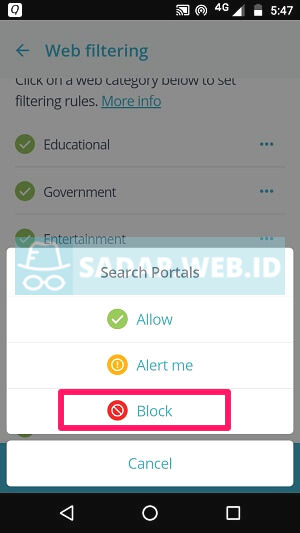 4G 5:47
Web filtering
Click on a web category below to set
filtering rules. More info
Educational
Government
Entertainment
SADAP.WEB.ID
Search Portals
Allow
Alert me
Block
Cancel